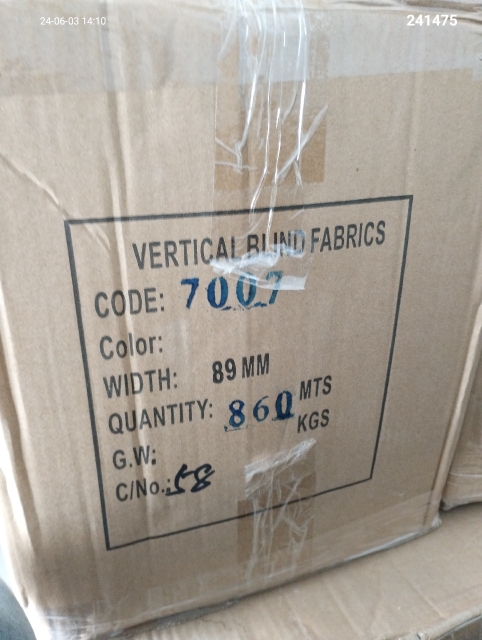 24-06-03 14:10
241475
VERTICAL BLIND FABRICS
CODE: 7007
Color:
WIDTH: 89 MM
QUANTITY: 860 MTS
KGS
G.W:
C/No.: 58